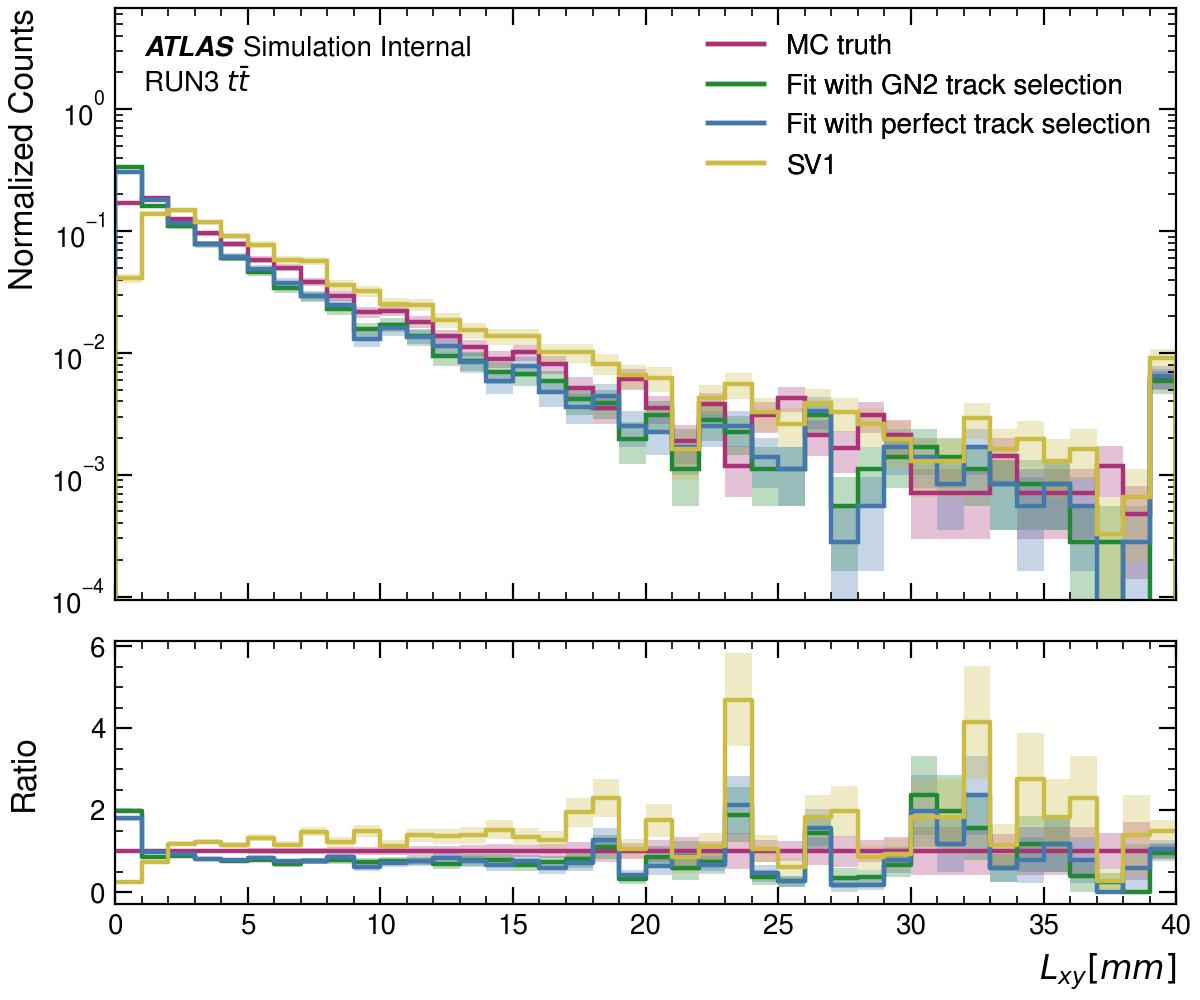 Normalized Counts
ATLAS Simulation Internal
RUN3 tt̄
MC truth
Fit with GN2 track selection
Fit with perfect track selection
SV1
10⁰
10⁻¹
10⁻²
10⁻³
10⁻⁴
Ratio
6
4
2
0
0 5 10 15 20 25 30 35 40
L_{xy}[mm]